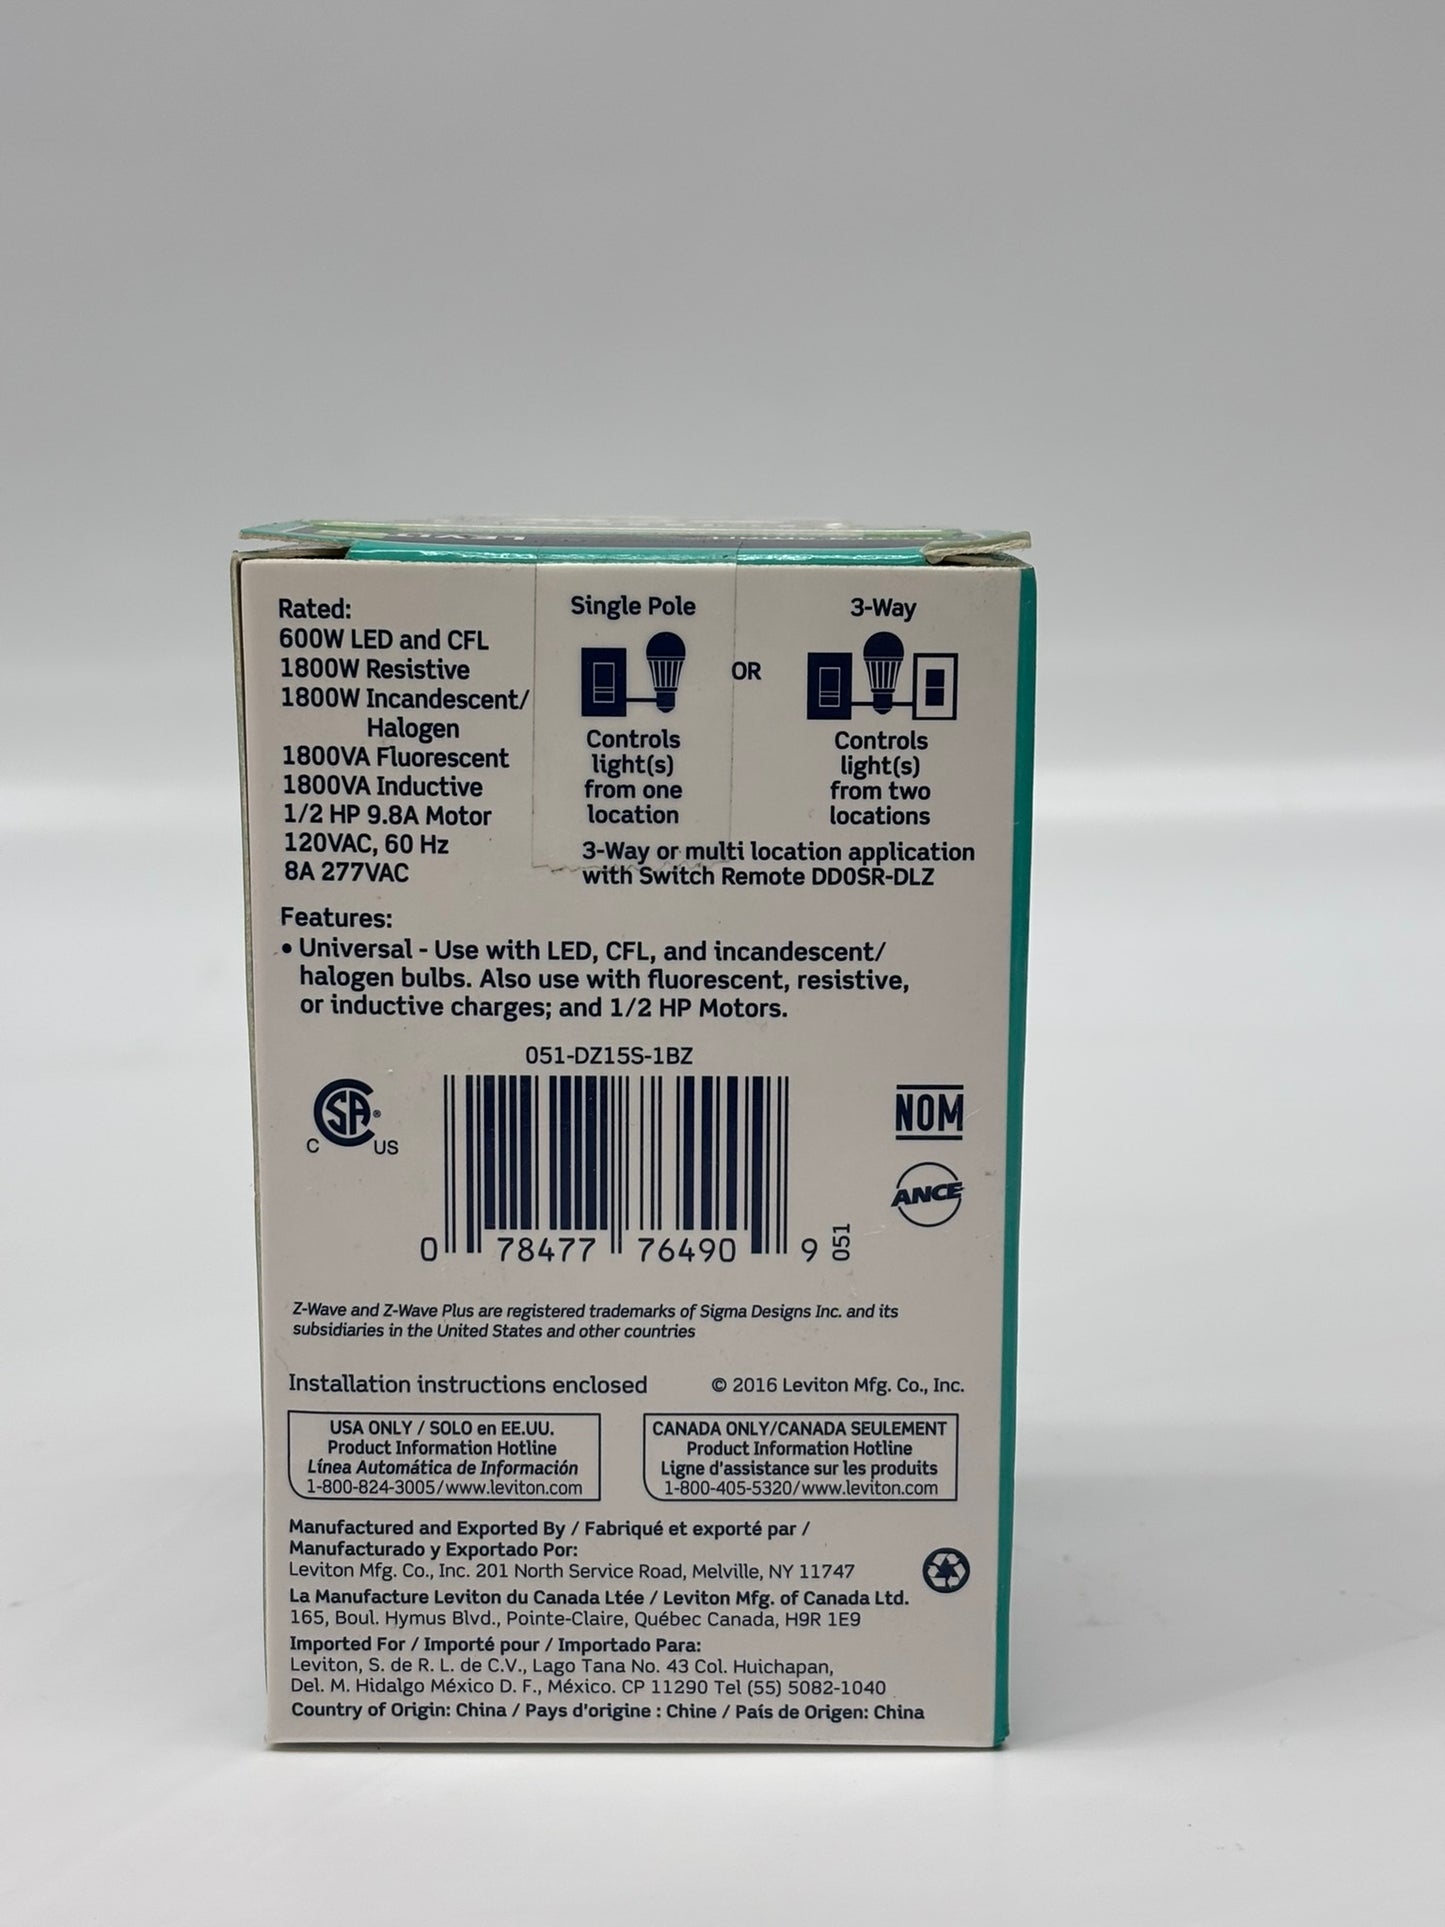 LEVIT
Rated:
600W LED and CFL
1800W Resistive
1800W Incandescent/
Halogen
1800VA Fluorescent
1800VA Inductive
1/2 HP 9.8A Motor
120VAC, 60 Hz
8A 277VAC
Single Pole
Controls
light(s)
from one
location
OR
3-Way
Controls
light(s)
from two
locations
3-Way or multi location application
with Switch Remote DD0SR-DLZ
Features:
• Universal - Use with LED, CFL, and incandescent/
halogen bulbs. Also use with fluorescent, resistive,
or inductive charges; and 1/2 HP Motors.
051-DZ15S-1BZ
CSA®
C US
0 78477 76490 9
051
NOM
ANCE
Z-Wave and Z-Wave Plus are registered trademarks of Sigma Designs Inc. and its
subsidiaries in the United States and other countries
Installation instructions enclosed
© 2016 Leviton Mfg. Co., Inc.
USA ONLY / SOLO en EE.UU.
Product Information Hotline
Línea Automática de Información
1-800-824-3005/www.leviton.com
CANADA ONLY/CANADA SEULEMENT
Product Information Hotline
Ligne d'assistance sur les produits
1-800-405-5320/www.leviton.com
Manufactured and Exported By / Fabriqué et exporté par /
Manufacturado y Exportado Por:
Leviton Mfg. Co., Inc. 201 North Service Road, Melville, NY 11747
La Manufacture Leviton du Canada Ltée / Leviton Mfg. of Canada Ltd.
165, Boul. Hymus Blvd., Pointe-Claire, Québec Canada, H9R 1E9
Imported For / Importé pour / Importado Para:
Leviton, S. de R. L. de C.V., Lago Tana No. 43 Col. Huichapan,
Del. M. Hidalgo México D. F., México. CP 11290 Tel (55) 5082-1040
Country of Origin: China / Pays d'origine : Chine / País de Origen: China